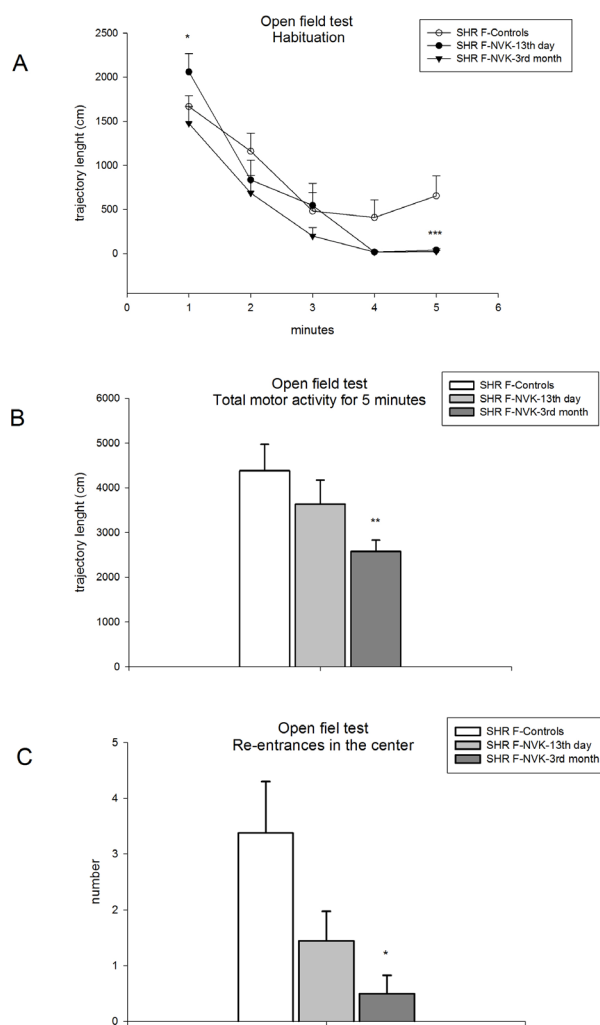 A
Open field test
Habituation
SHR F-Controls
SHR F-NVK-13th day
SHR F-NVK-3rd month
trajectory lenght (cm)
2500
2000
1500
1000
500
0
*
***
0 1 2 3 4 5 6
minutes
B
Open field test
Total motor activity for 5 minutes
SHR F-Controls
SHR F-NVK-13th day
SHR F-NVK-3rd month
trajectory lenght (cm)
6000
5000
4000
3000
2000
4000
0
**
C
Open fiel test
Re-entrances in the center
SHR F-Controls
SHR F-NVK-13th day
SHR F-NVK-3rd month
number
5
4
3
2
1
0
*